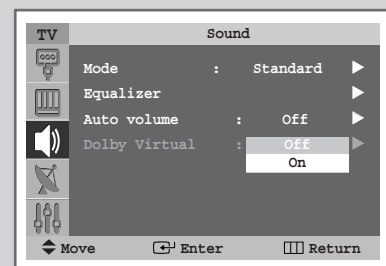 TV Sound
Mode : Standard
Equalizer
Auto volume : Off
Dolby Virtual : Off
On
Move Enter Return